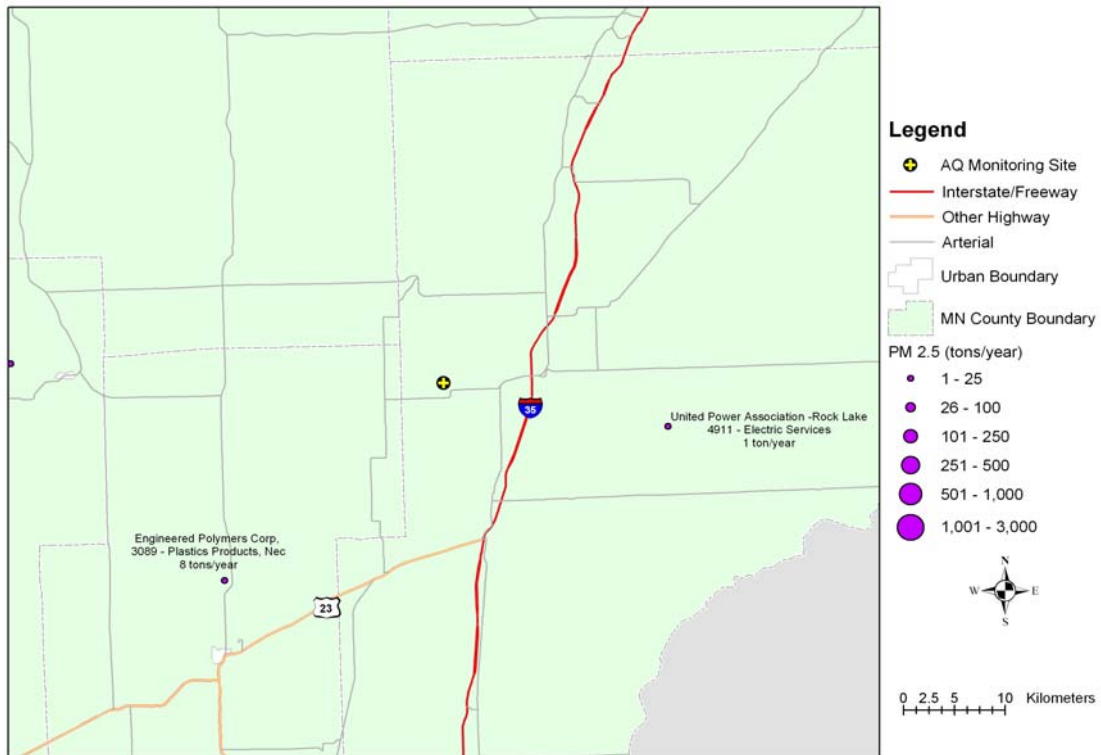 35
United Power Association -Rock Lake
4911 - Electric Services
1 ton/year
Engineered Polymers Corp,
3089 - Plastics Products, Nec
8 tons/year
23
Legend
AQ Monitoring Site
Interstate/Freeway
Other Highway
Arterial
Urban Boundary
MN County Boundary
PM 2.5 (tons/year)
1 - 25
26 - 100
101 - 250
251 - 500
501 - 1,000
1,001 - 3,000
N
W E
S
0 2.5 5 10 Kilometers